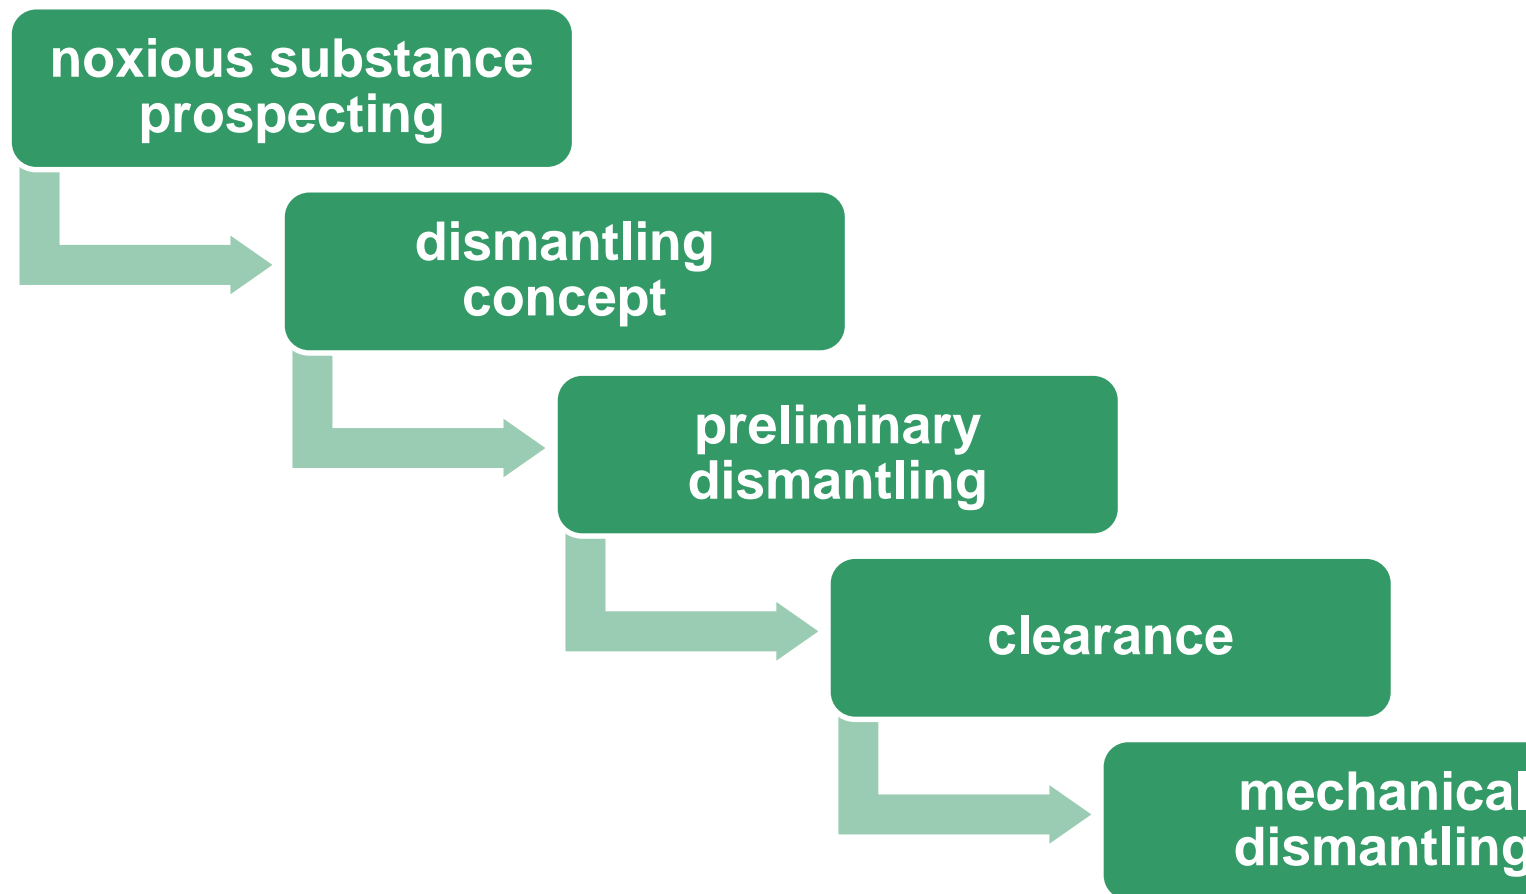 noxious substance
prospecting
dismantling
concept
preliminary
dismantling
clearance
mechanical
dismantling